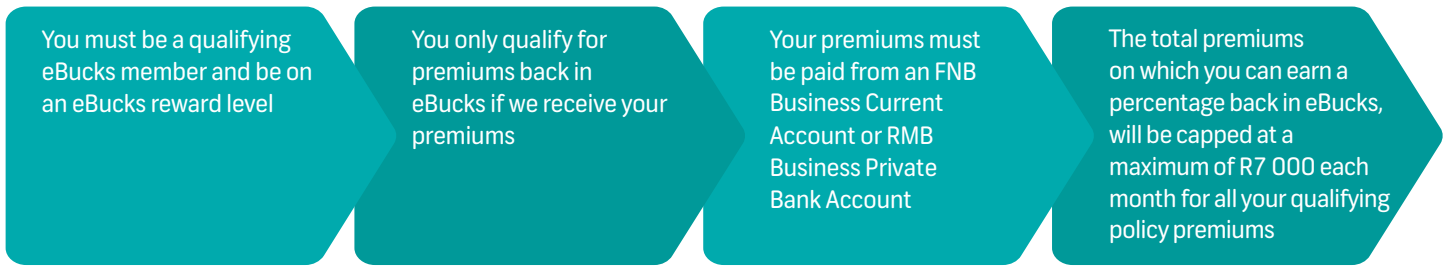 You must be a qualifying
eBucks member and be on
an eBucks reward level
You only qualify for
premiums back in
eBucks if we receive your
premiums
Your premiums must
be paid from an FNB
Business Current
Account or RMB
Business Private
Bank Account
The total premiums
on which you can earn a
percentage back in eBucks,
will be capped at a
maximum of R7 000 each
month for all your qualifying
policy premiums